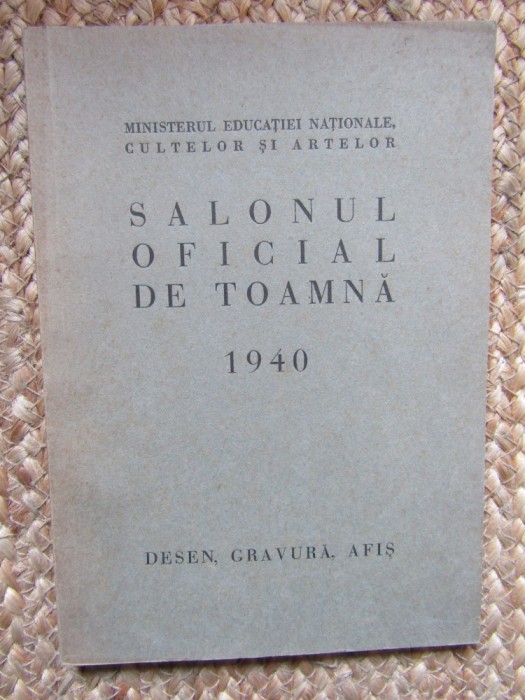 MINISTERUL EDUCAȚIEI NAȚIONALE,
CULTELOR ȘI ARTELOR
SALONUL
OFICIAL
DE TOAMNĂ
1940
DESEN, GRAVURĂ, AFIȘ